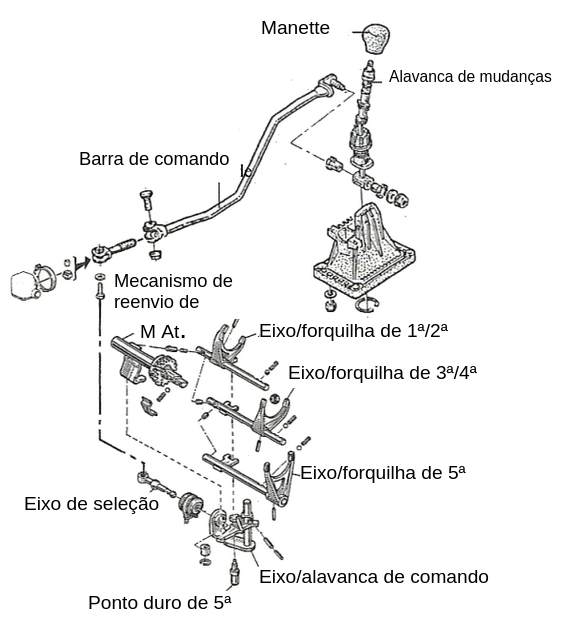 Manette
Alavanca de mudanças
Barra de comando
Mecanismo de
reenvio de
M At.
Eixo/forquilha de 1ª/2ª
Eixo/forquilha de 3ª/4ª
Eixo/forquilha de 5ª
Eixo de seleção
Eixo/alavanca de comando
Ponto duro de 5ª